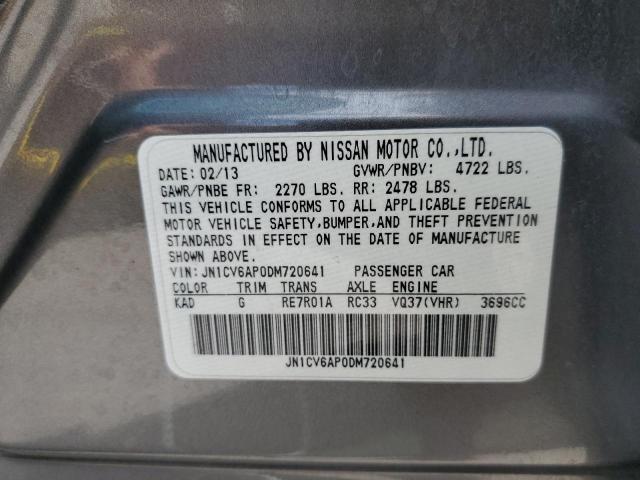 MANUFACTURED BY NISSAN MOTOR CO.,LTD.
DATE: 02/13 GVWR/PNBV: 4722 LBS.
GAWR/PNBE FR: 2270 LBS. RR: 2478 LBS.
THIS VEHICLE CONFORMS TO ALL APPLICABLE FEDERAL
MOTOR VEHICLE SAFETY,BUMPER,AND THEFT PREVENTION
STANDARDS IN EFFECT ON THE DATE OF MANUFACTURE
SHOWN ABOVE.
VIN: JN1CV6AP0DM720641 PASSENGER CAR
COLOR TRIM TRANS AXLE ENGINE
KAD G RE7R01A RC33 VQ37(VHR) 3696CC
JN1CV6AP0DM720641